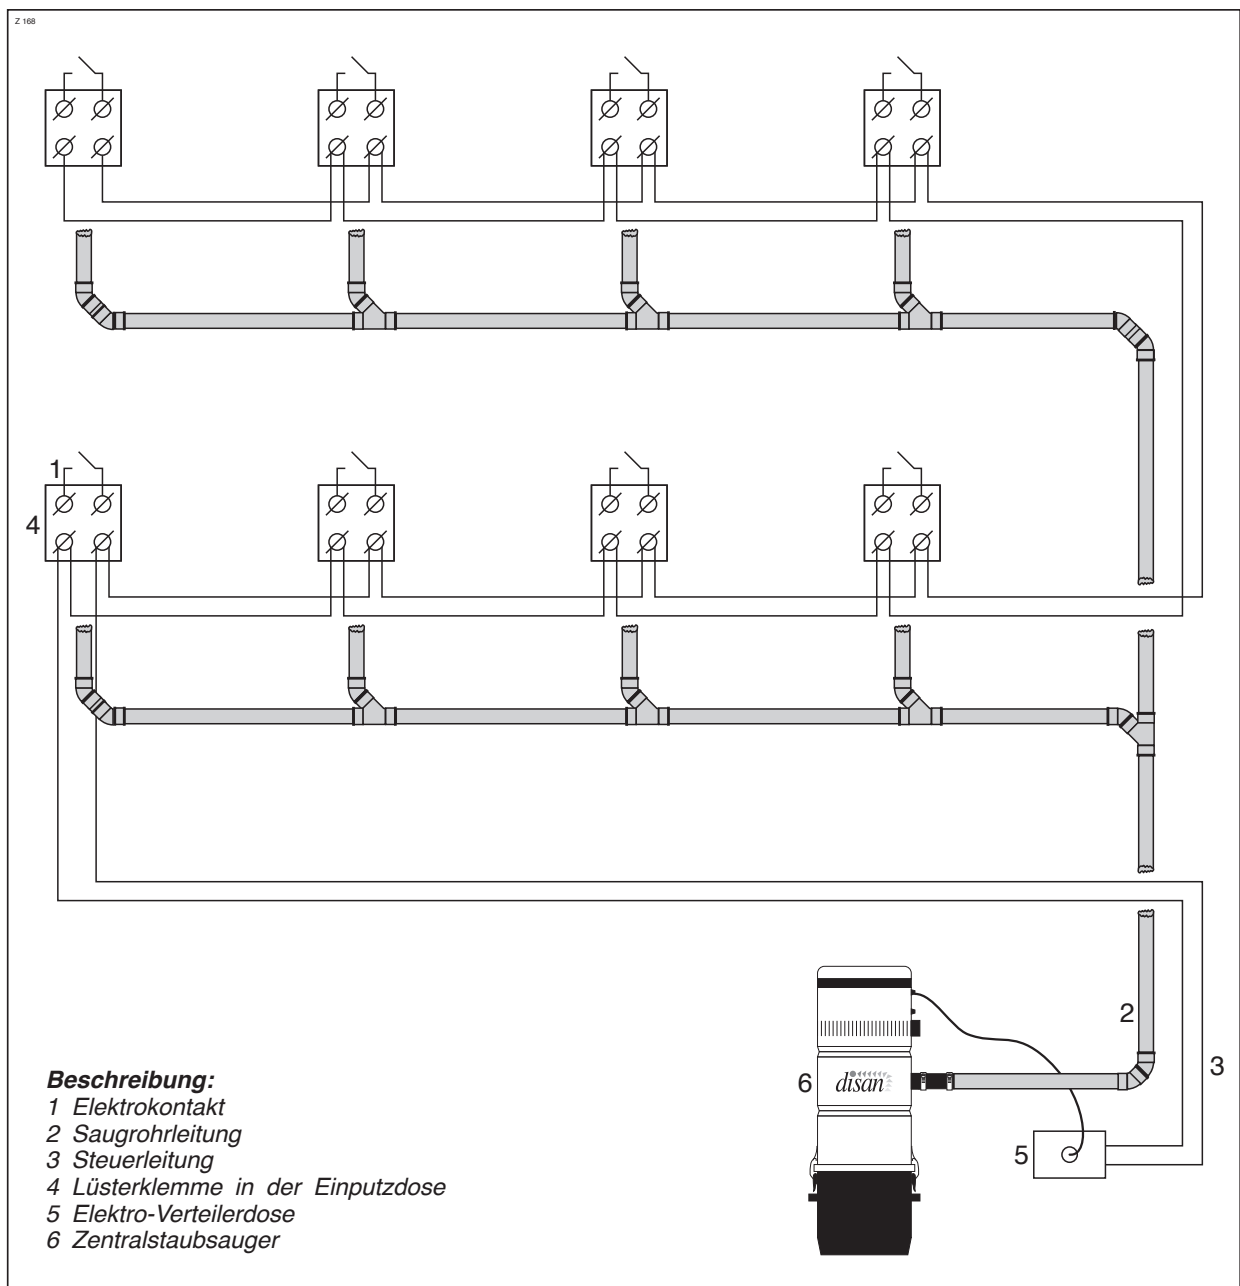 Z 168
1
4
2
3
6
disan
5
Beschreibung:
1 Elektrokontakt
2 Saugrohrleitung
3 Steuerleitung
4 Lüsterklemme in der Einputzdose
5 Elektro-Verteilerdose
6 Zentralstaubsauger